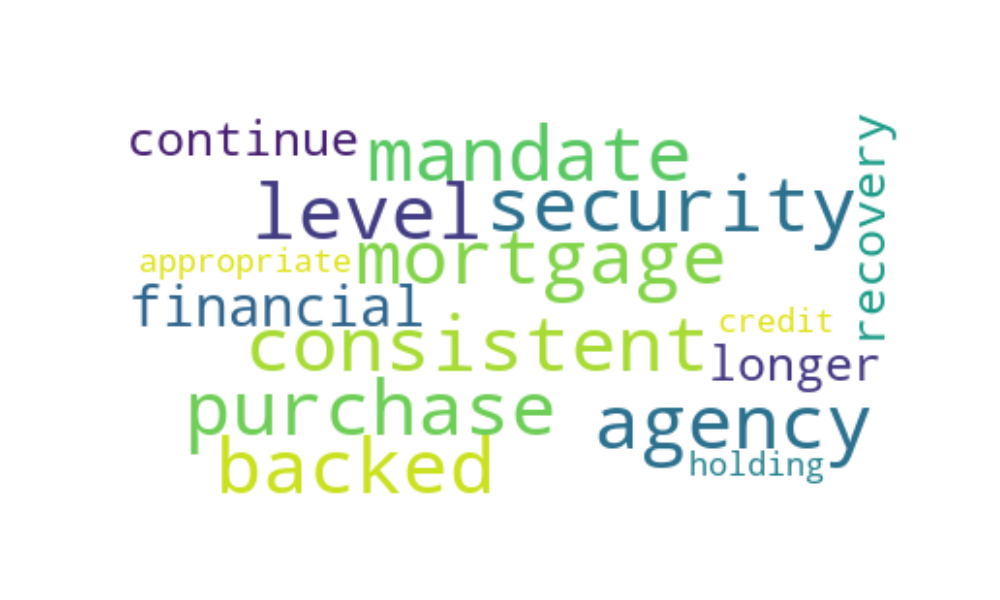 continue
mandate
recovery
level
security
appropriate
mortgage
financial
credit
consistent
longer
purchase
agency
backed
holding